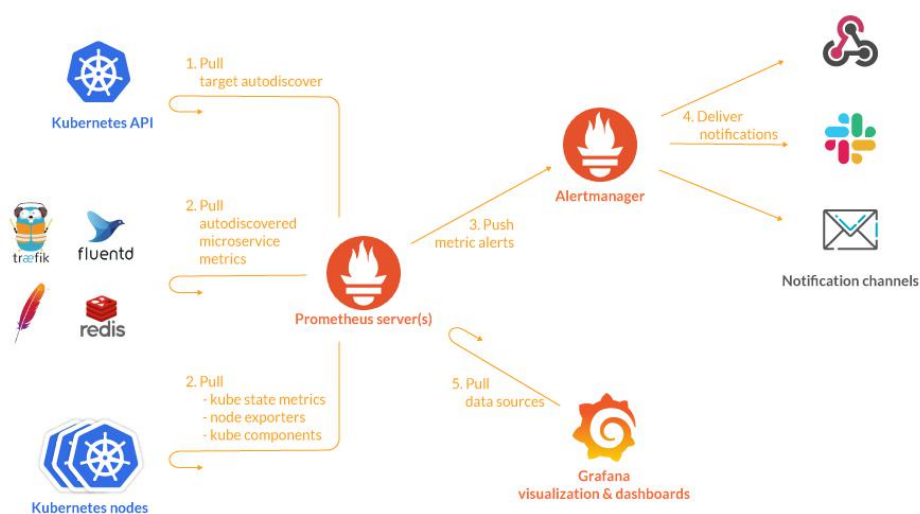 1. Pull
target autodiscover
Kubernetes API
4. Deliver
notifications
Alertmanager
2. Pull
autodiscovered
microservice
metrics
træfik
fluentd
3. Push
metric alerts
Notification channels
redis
Prometheus server(s)
2. Pull
- kube state metrics
- node exporters
- kube components
5. Pull
data sources
Grafana
visualization & dashboards
Kubernetes nodes